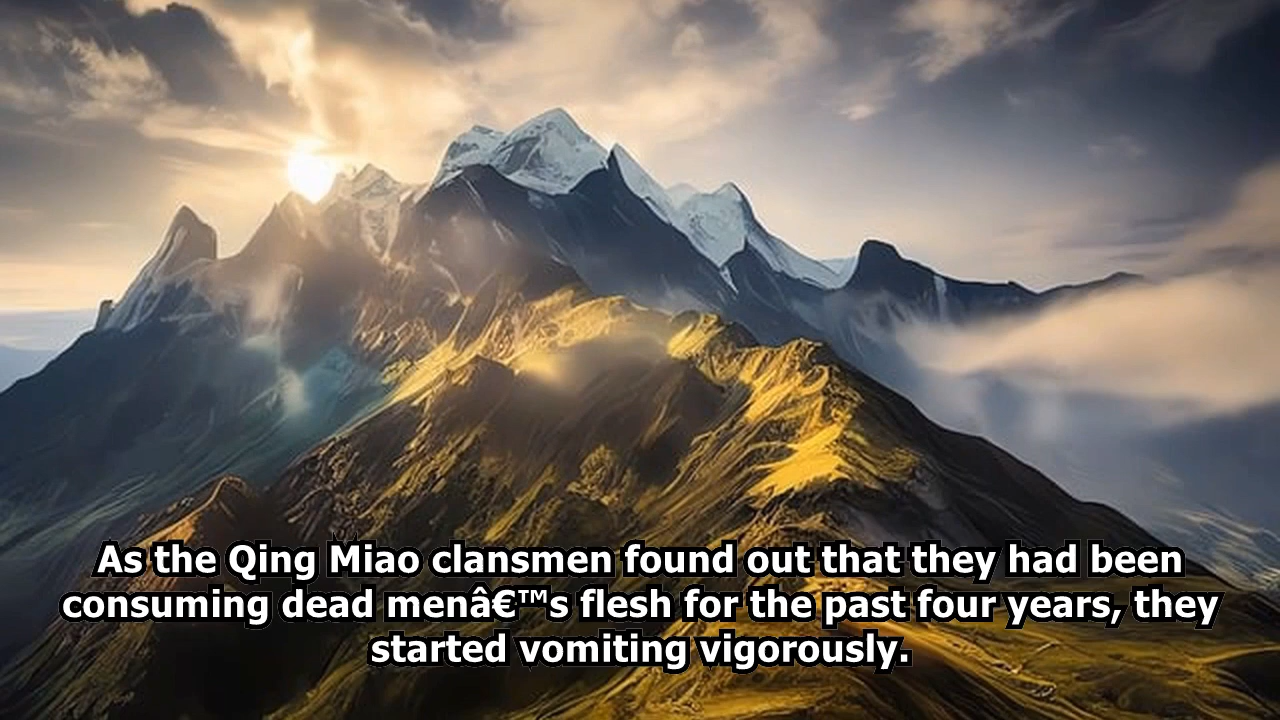 As the Qing Miao clansmen found out that they had been
consuming dead menâ€™s flesh for the past four years, they
started vomiting vigorously.